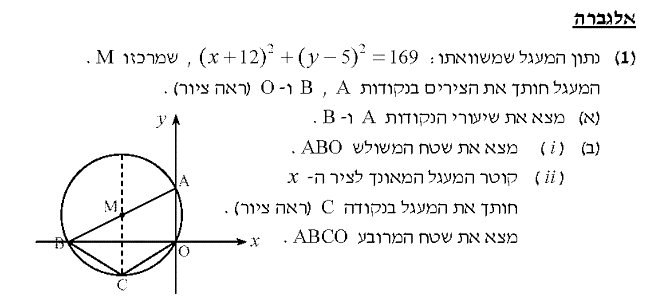 אלגברה
(1) נתון המעגל שמשוואתו: (x+12)² + (y−5)² = 169 , שמרכזו M .
המעגל חותך את הצירים בנקודות A , B ו- O (ראה ציור) .
(א) מצא את שיעורי הנקודות A ו- B .
(ב) (i) מצא את שטח המשולש ABO .
(ii) קוטר המעגל המאונך לציר ה- x
חותך את המעגל בנקודה C (ראה ציור) .
מצא את שטח המרובע ABCO .
y
A
M
B O x
C